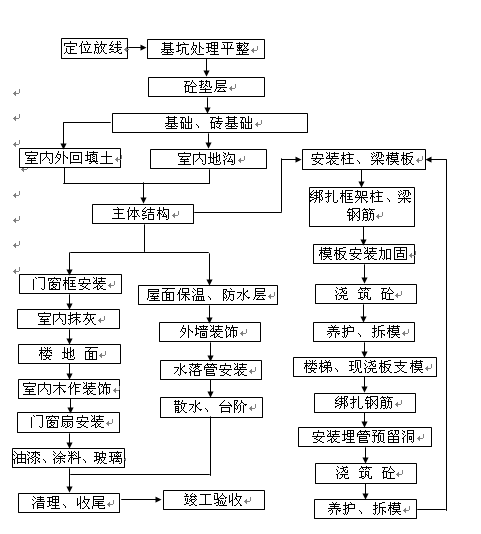 定位放线
基坑处理平整
砼垫层
基础、砖基础
室内外回填土
室内地沟
主体结构
门窗框安装
室内抹灰
楼 地 面
室内木作装饰
门窗扇安装
油漆、涂料、玻璃
清理、收尾
屋面保温、防水层
外墙装饰
水落管安装
散水、台阶
竣工验收
安装柱、梁模板
绑扎框架柱、梁
钢筋
模板安装加固
浇 筑 砼
养护、拆模
楼梯、现浇板支模
绑扎钢筋
安装埋管预留洞
浇 筑 砼
养护、拆模